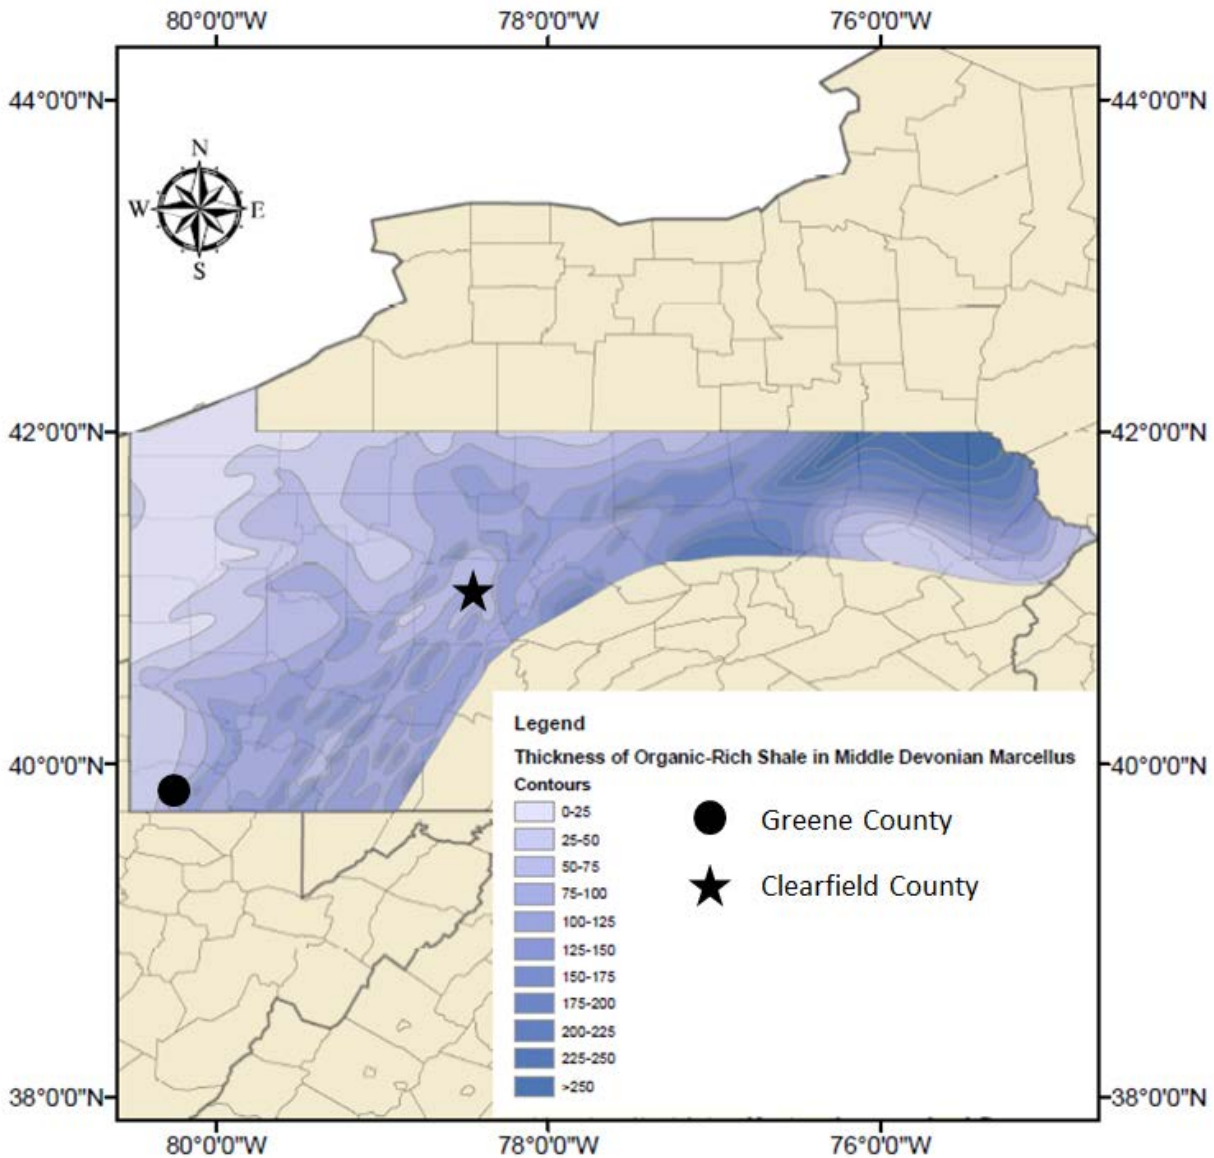 80°0'0"W 78°0'0"W 76°0'0"W
44°0'0"N 44°0'0"N
N
W E
S
42°0'0"N 42°0'0"N
40°0'0"N 40°0'0"N
Legend
Thickness of Organic-Rich Shale in Middle Devonian Marcellus
Contours
0-25
25-50
50-75
75-100
100-125
125-150
150-175
175-200
200-225
225-250
>250
Greene County
Clearfield County
38°0'0"N 38°0'0"N
80°0'0"W 78°0'0"W 76°0'0"W